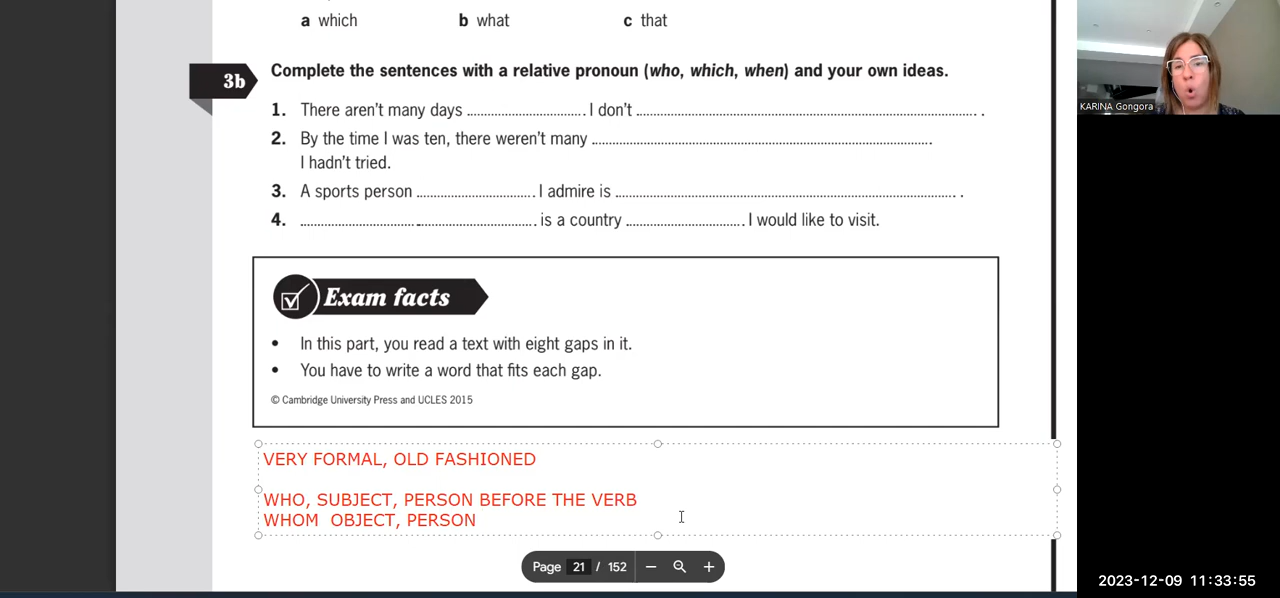 a which b what c that
3b Complete the sentences with a relative pronoun (who, which, when) and your own ideas.
KARINA Gongora
1. There aren't many days ................................ I don't ................................ .
2. By the time I was ten, there weren't many ................................
I hadn't tried.
3. A sports person ................................ I admire is ................................ .
4. ................................ is a country ................................ I would like to visit.
Exam facts
• In this part, you read a text with eight gaps in it.
• You have to write a word that fits each gap.
© Cambridge University Press and UCLES 2015
VERY FORMAL, OLD FASHIONED
WHO, SUBJECT, PERSON BEFORE THE VERB
WHOM OBJECT, PERSON
Page 21 / 152
2023-12-09 11:33:55